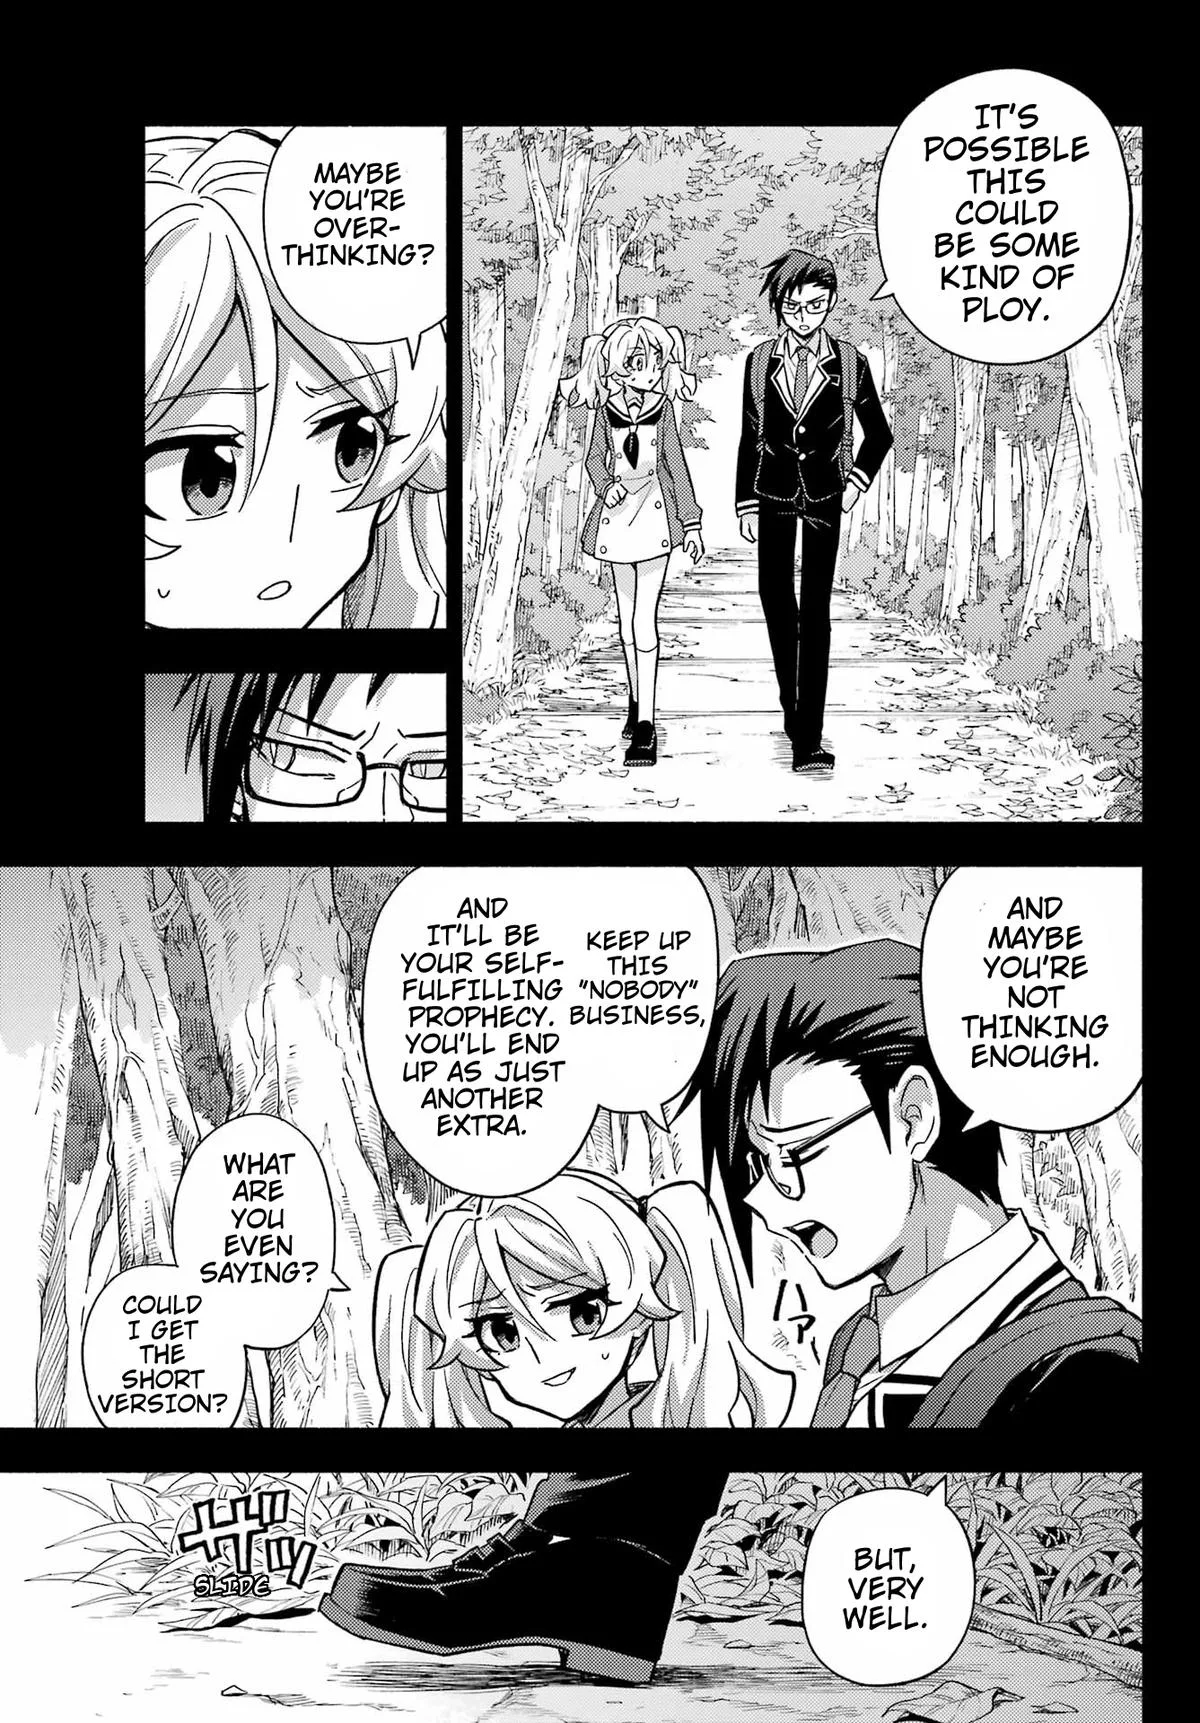 IT'S
POSSIBLE
THIS
COULD
BE SOME
KIND OF
PLOY.
MAYBE
YOU'RE
OVER-
THINKING?
AND
MAYBE
YOU'RE
NOT
THINKING
ENOUGH.
KEEP UP
THIS
"NOBODY"
BUSINESS,
AND
IT'LL BE
YOUR SELF-
FULFILLING
PROPHECY.
YOU'LL END
UP AS JUST
ANOTHER
EXTRA.
ハァ
WHAT
ARE
YOU
EVEN
SAYING?
COULD
I GET
THE
SHORT
VERSION?
BUT,
VERY
WELL.
ザザッ
SLIDE